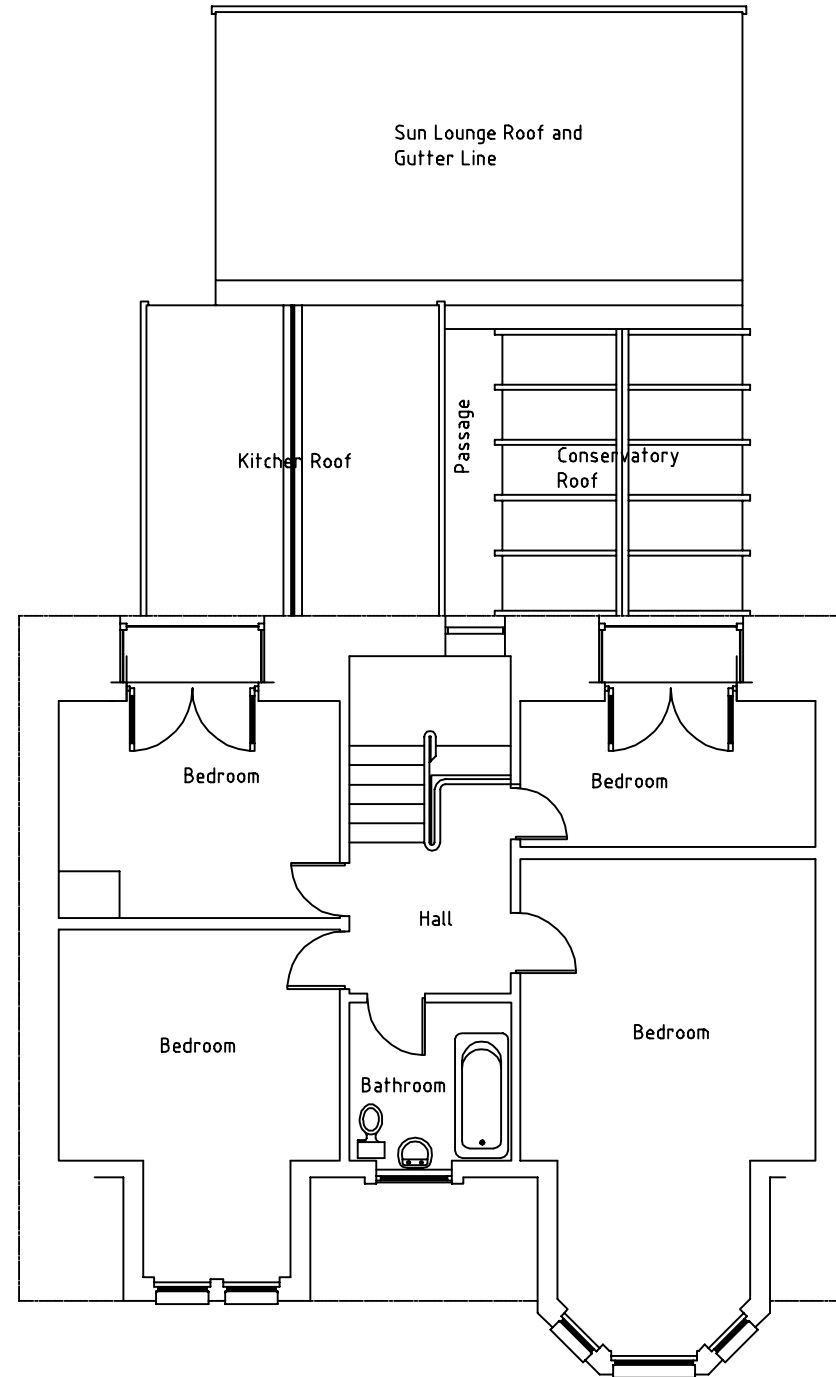 Sun Lounge Roof and
Gutter Line
Kitchen Roof
Passage
Conservatory
Roof
Bedroom
Bedroom
Hall
Bedroom
Bedroom
Bathroom